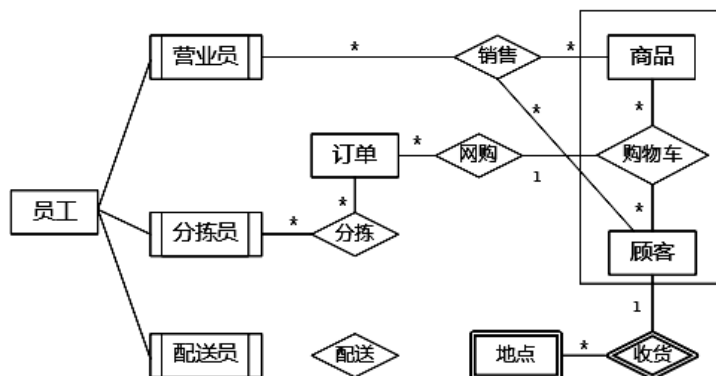 营业员 * 销售 * 商品
* *
订单 * 网购 1 购物车
* *
员工 分拣员 * 分拣 顾客
1
配送员 配送 地点 * 收货